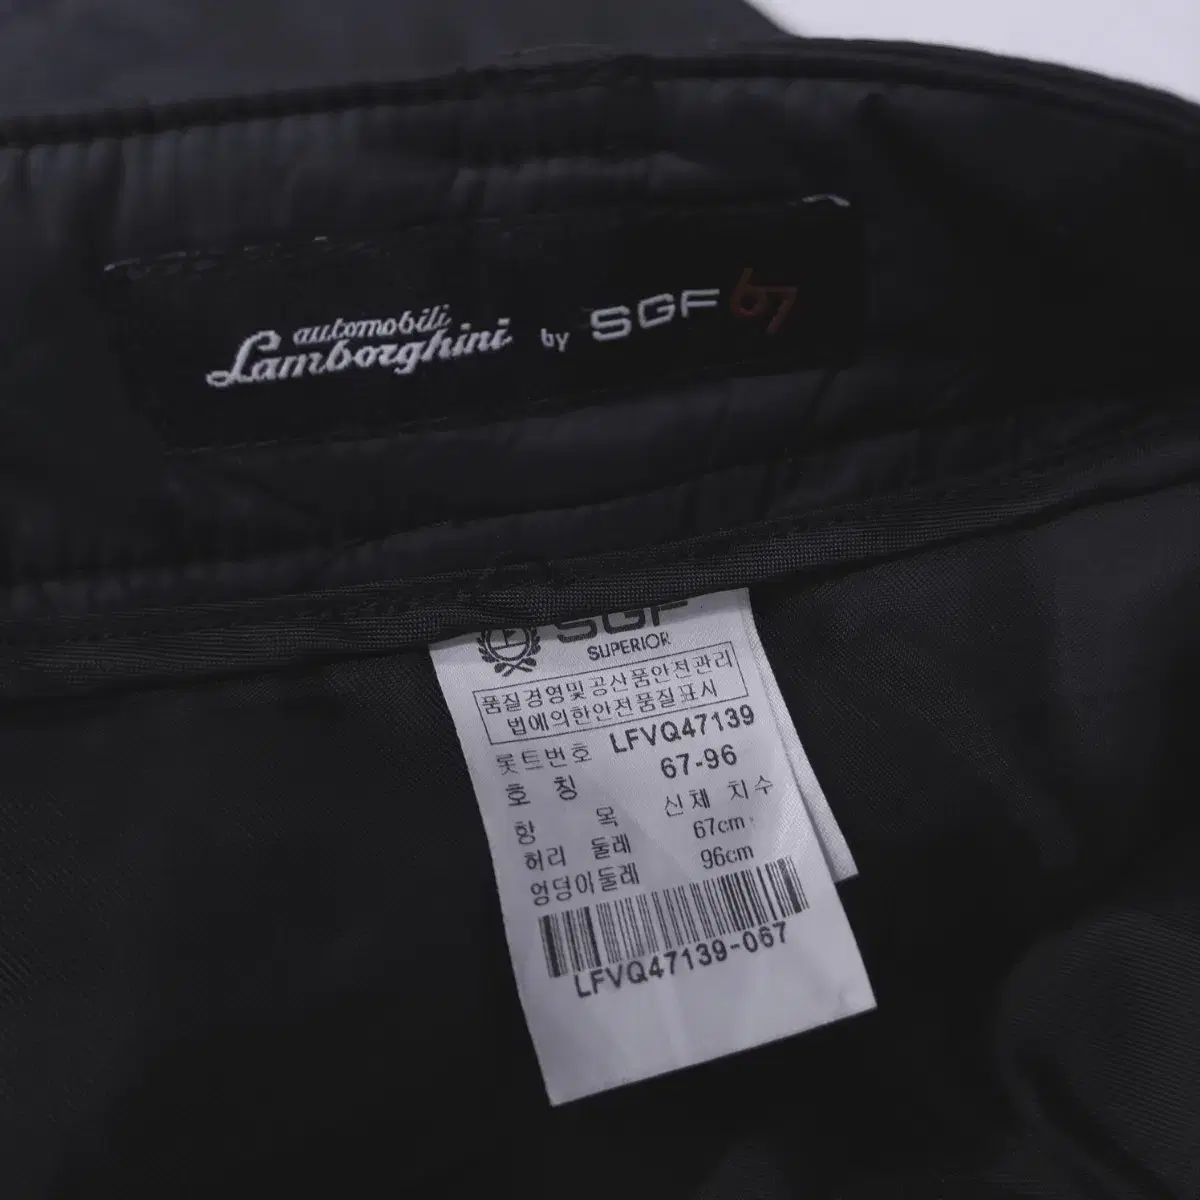 automobili
Lamborghini by SGF 67
SGF
SUPERIOR
품질경영및공산품안전관리
법에의한안전품질표시
롯트번호 LFVQ47139
호 칭 67-96
항 목 신체 치수
허리 둘레 67cm
엉덩이둘레 96cm
LFVQ47139-067